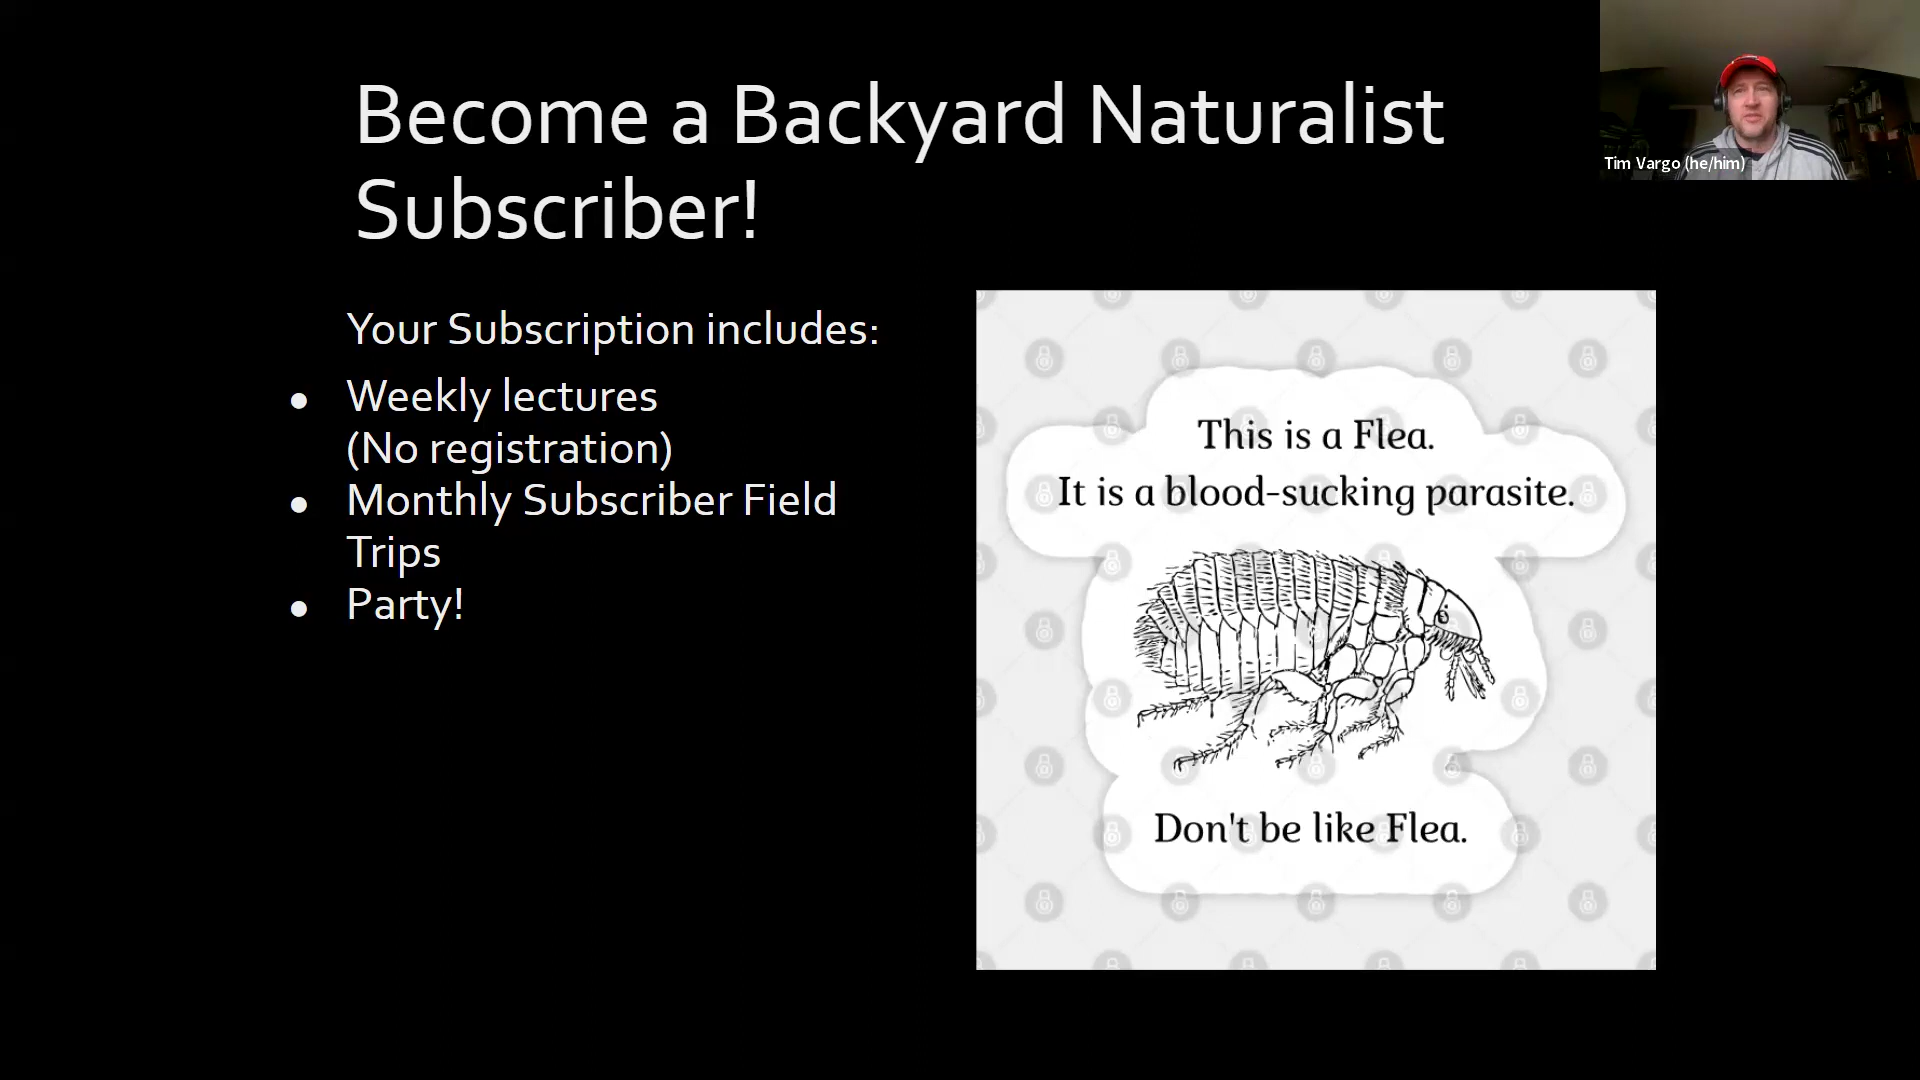 Become a Backyard Naturalist
Subscriber!
Tim Vargo (he/him)
Your Subscription includes:
● Weekly lectures
(No registration)
● Monthly Subscriber Field
Trips
● Party!
This is a Flea.
It is a blood-sucking parasite.
Don't be like Flea.